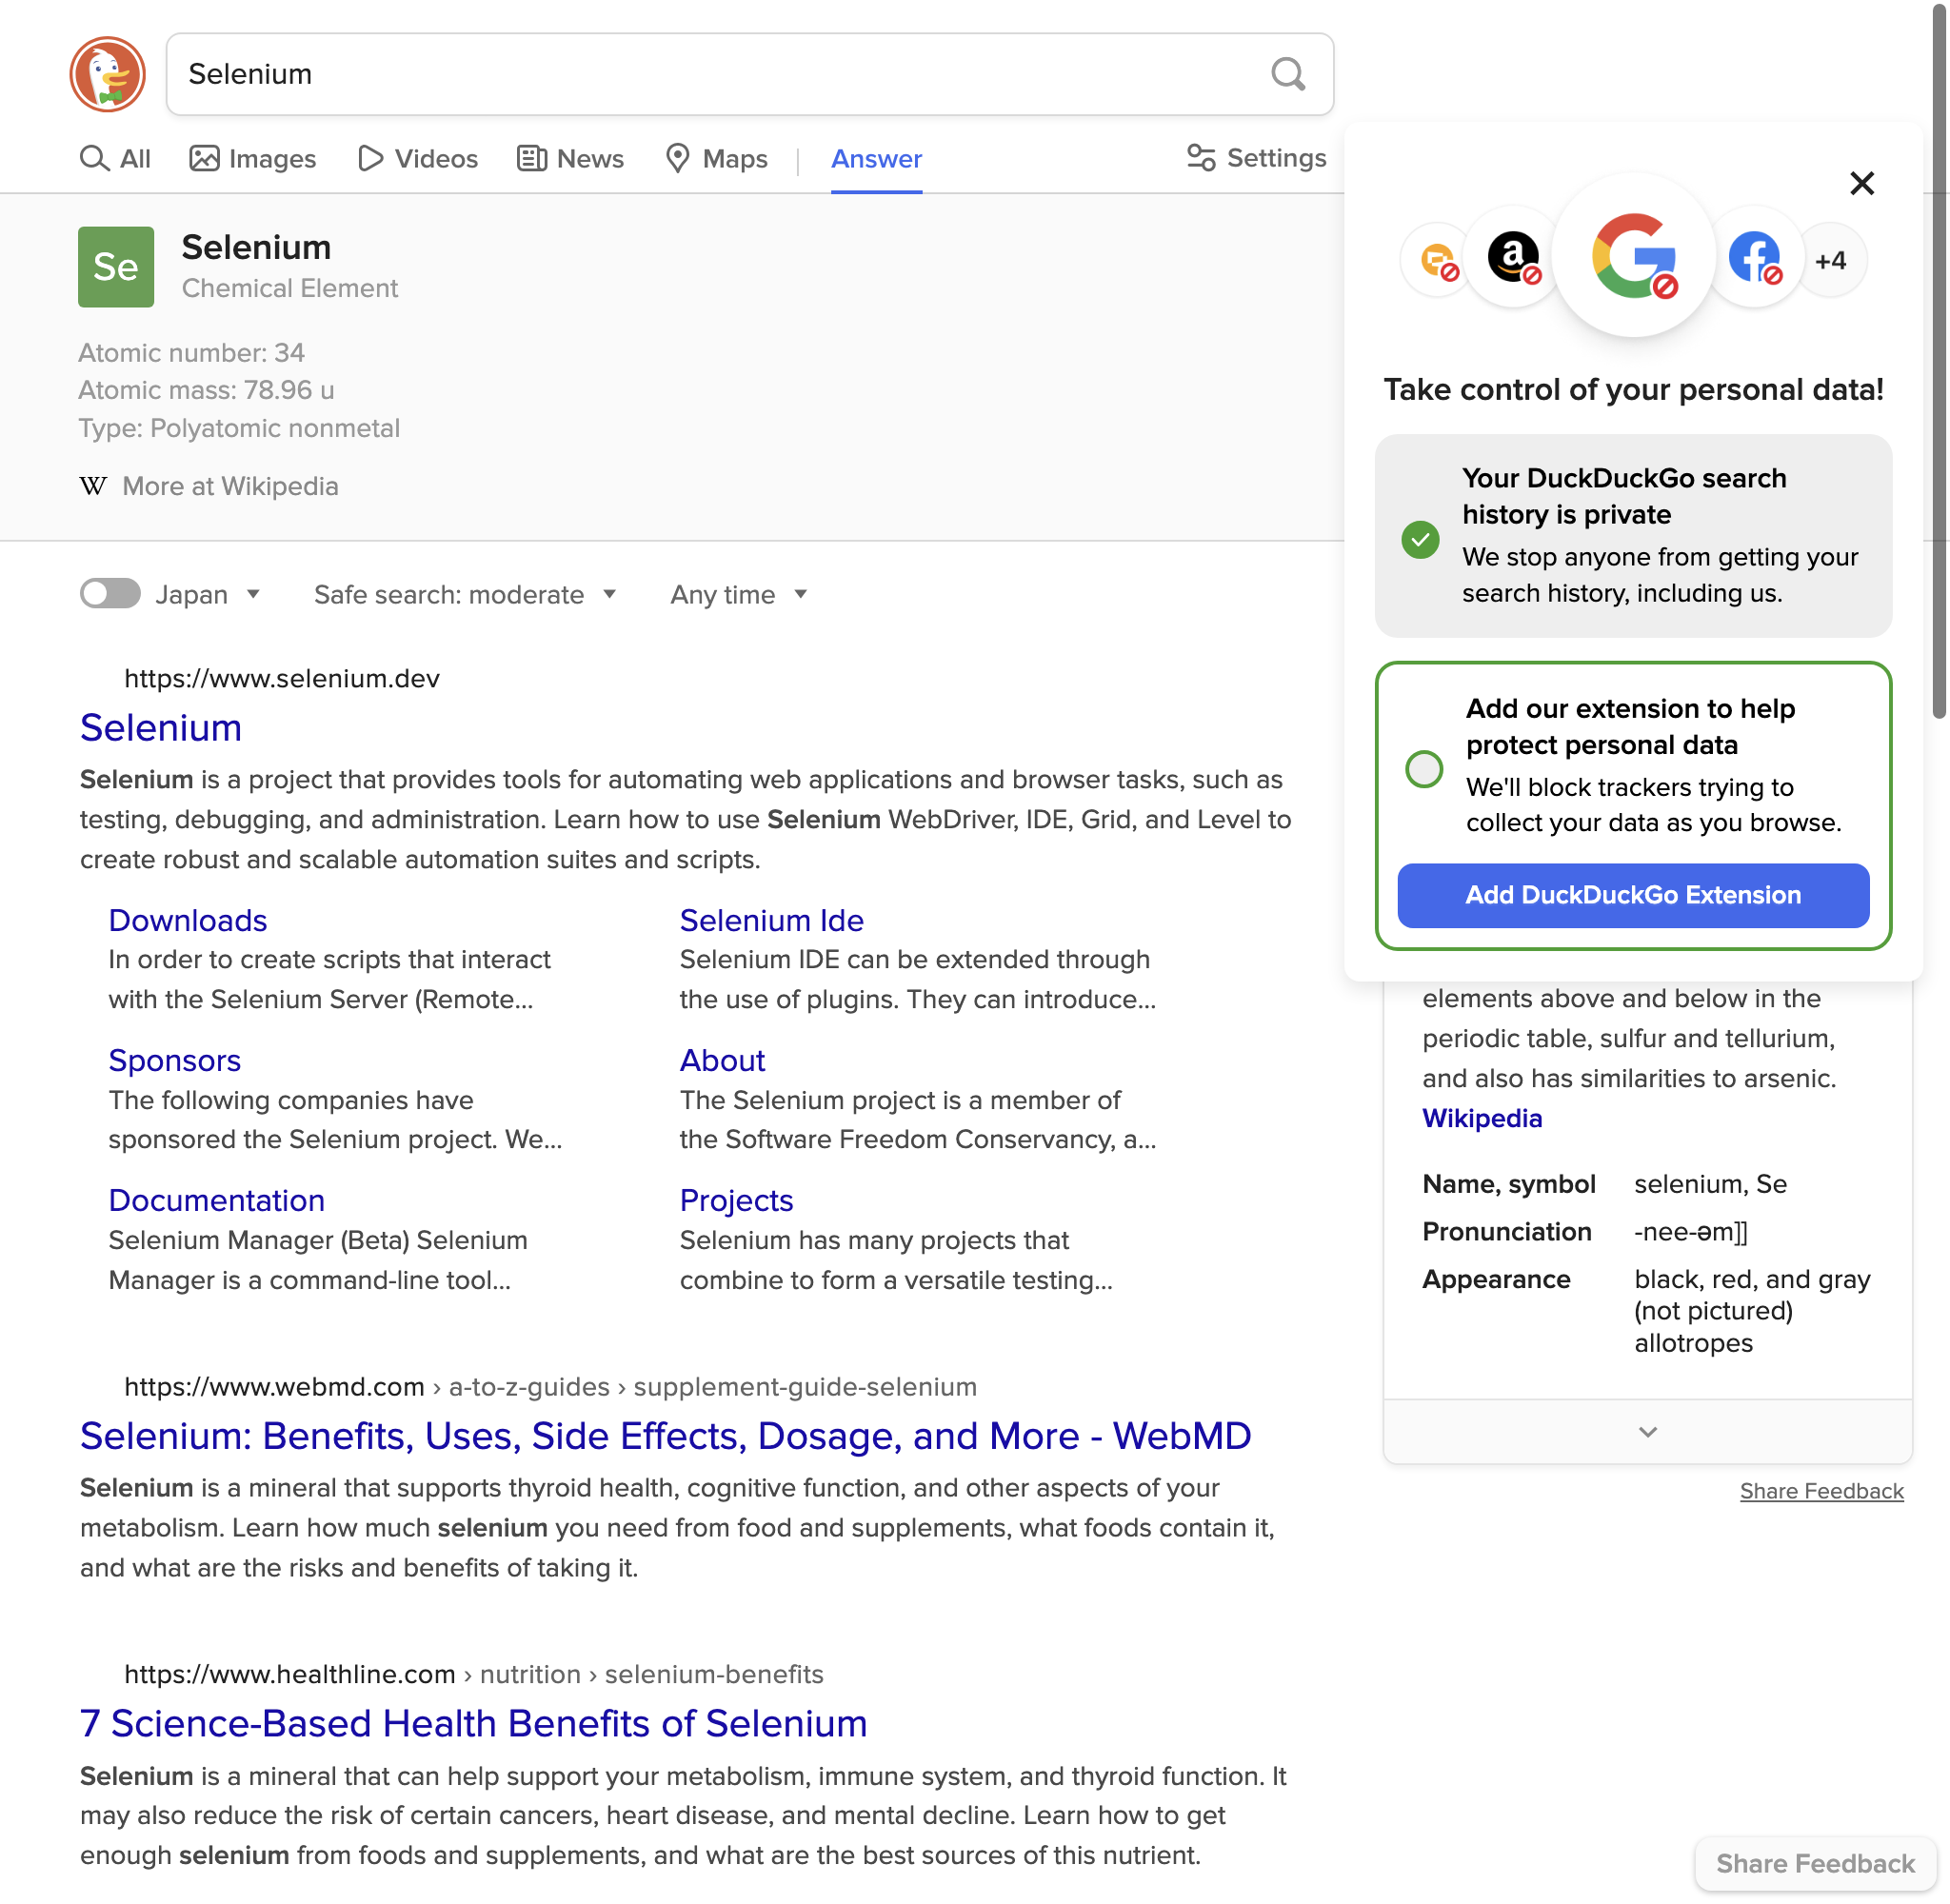 Selenium
All
Images
Videos
News
Maps
Answer
Settings
Se
Selenium
Chemical Element
Atomic number: 34
Atomic mass: 78.96 u
Type: Polyatomic nonmetal
W More at Wikipedia
Japan
Safe search: moderate
Any time
https://www.selenium.dev
Selenium
Selenium is a project that provides tools for automating web applications and browser tasks, such as
testing, debugging, and administration. Learn how to use Selenium WebDriver, IDE, Grid, and Level to
create robust and scalable automation suites and scripts.
Downloads
In order to create scripts that interact
with the Selenium Server (Remote...
Selenium Ide
Selenium IDE can be extended through
the use of plugins. They can introduce...
Sponsors
The following companies have
sponsored the Selenium project. We...
About
The Selenium project is a member of
the Software Freedom Conservancy, a...
Documentation
Selenium Manager (Beta) Selenium
Manager is a command-line tool...
Projects
Selenium has many projects that
combine to form a versatile testing...
https://www.webmd.com › a-to-z-guides › supplement-guide-selenium
Selenium: Benefits, Uses, Side Effects, Dosage, and More - WebMD
Selenium is a mineral that supports thyroid health, cognitive function, and other aspects of your
metabolism. Learn how much selenium you need from food and supplements, what foods contain it,
and what are the risks and benefits of taking it.
https://www.healthline.com › nutrition › selenium-benefits
7 Science-Based Health Benefits of Selenium
Selenium is a mineral that can help support your metabolism, immune system, and thyroid function. It
may also reduce the risk of certain cancers, heart disease, and mental decline. Learn how to get
enough selenium from foods and supplements, and what are the best sources of this nutrient.
a
G
f
+4
Take control of your personal data!
Your DuckDuckGo search
history is private
We stop anyone from getting your
search history, including us.
Add our extension to help
protect personal data
We'll block trackers trying to
collect your data as you browse.
Add DuckDuckGo Extension
elements above and below in the
periodic table, sulfur and tellurium,
and also has similarities to arsenic.
Wikipedia
Name, symbol selenium, Se
Pronunciation -nee-əm]]
Appearance black, red, and gray
(not pictured)
allotropes
Share Feedback
Share Feedback